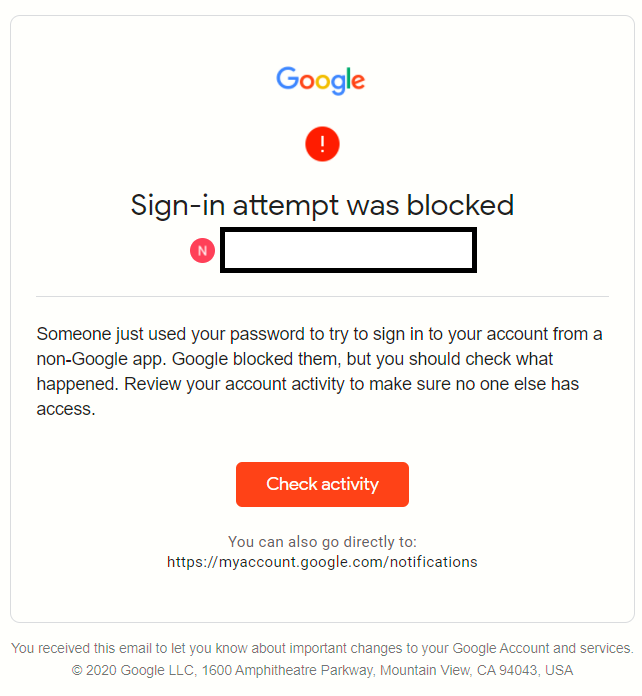 Google
!
Sign-in attempt was blocked
N
Someone just used your password to try to sign in to your account from a
non-Google app. Google blocked them, but you should check what
happened. Review your account activity to make sure no one else has
access.
Check activity
You can also go directly to:
https://myaccount.google.com/notifications
You received this email to let you know about important changes to your Google Account and services.
© 2020 Google LLC, 1600 Amphitheatre Parkway, Mountain View, CA 94043, USA